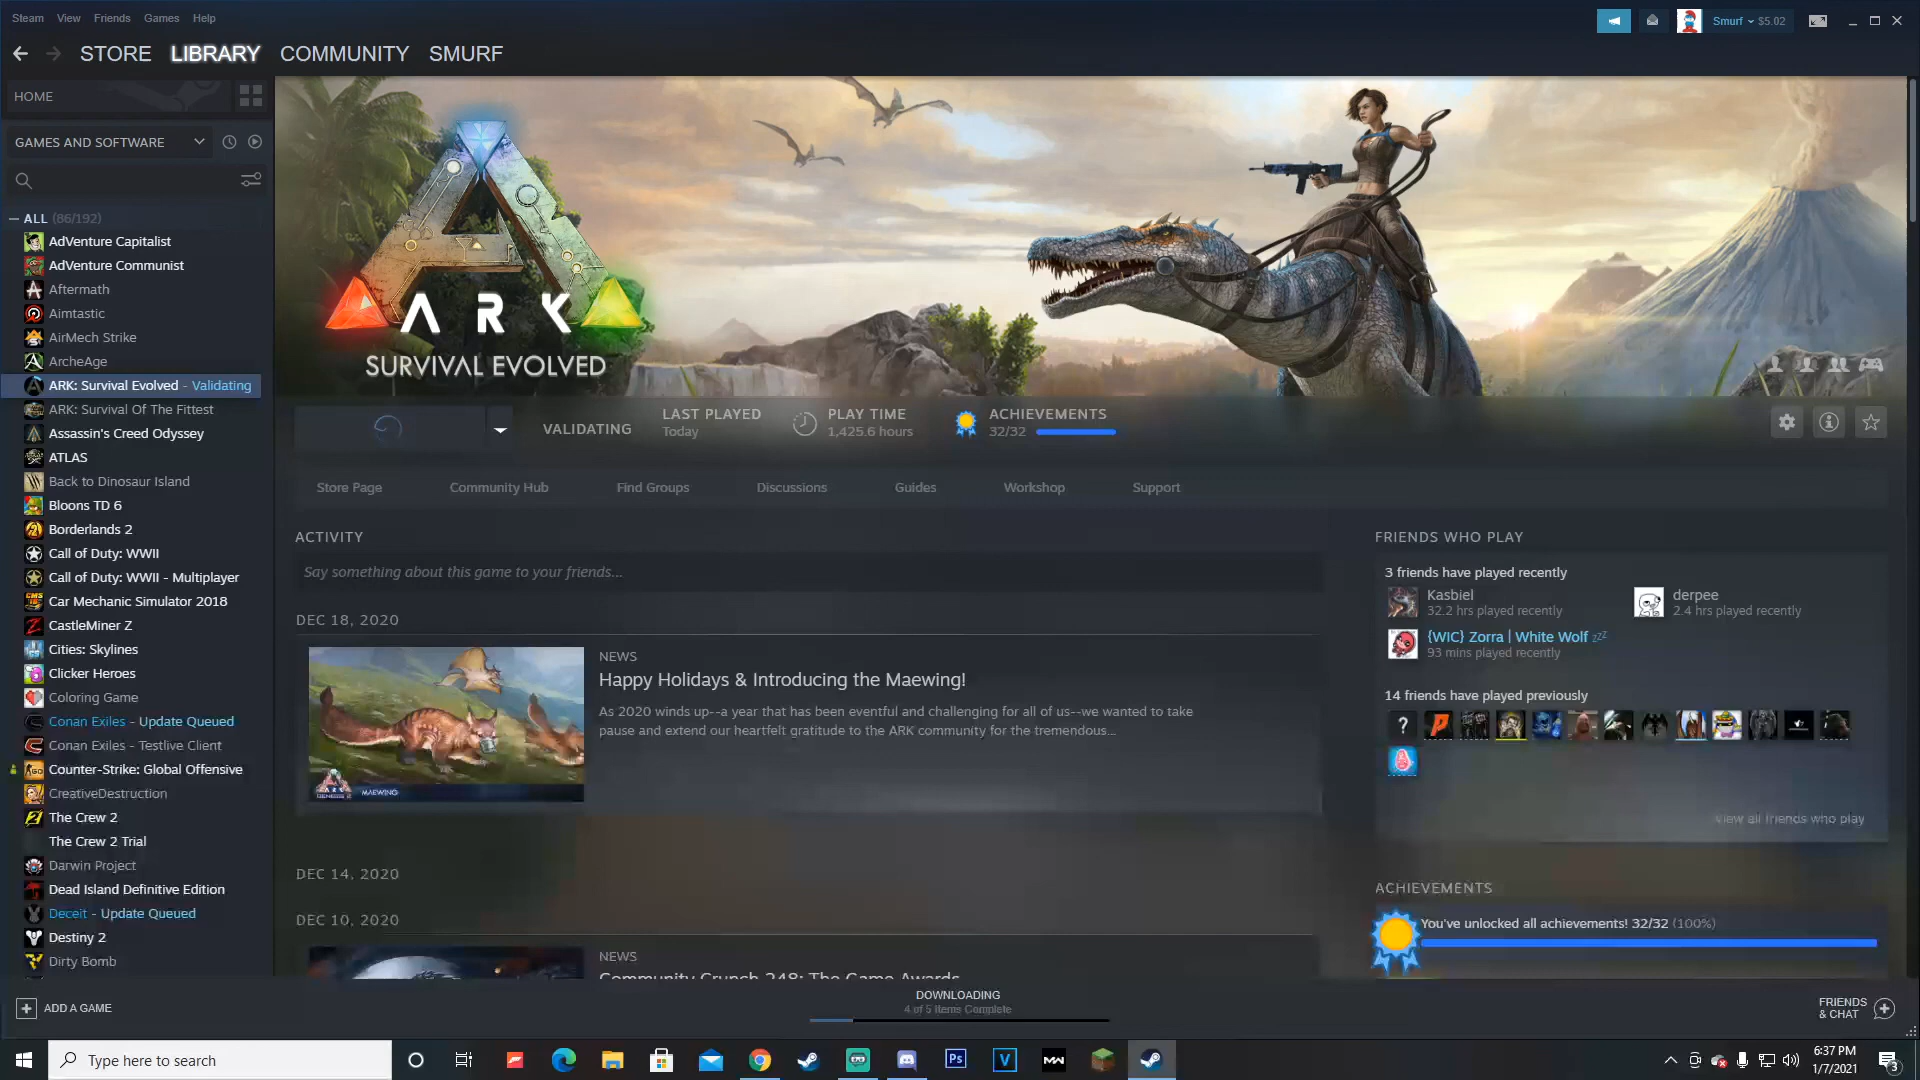 Steam View Friends Games Help
Smurf $5.02
STORE LIBRARY COMMUNITY SMURF
HOME
GAMES AND SOFTWARE
ALL (86/192)
AdVenture Capitalist
AdVenture Communist
Aftermath
Aimtastic
AirMech Strike
ArcheAge
ARK: Survival Evolved - Validating
ARK: Survival Of The Fittest
Assassin's Creed Odyssey
ATLAS
Back to Dinosaur Island
Bloons TD 6
Borderlands 2
Call of Duty: WWII
Call of Duty: WWII - Multiplayer
Car Mechanic Simulator 2018
CastleMiner Z
Cities: Skylines
Clicker Heroes
Coloring Game
Conan Exiles - Update Queued
Conan Exiles - Testlive Client
Counter-Strike: Global Offensive
CreativeDestruction
The Crew 2
The Crew 2 Trial
Darwin Project
Dead Island Definitive Edition
Deceit - Update Queued
Destiny 2
Dirty Bomb
ARK
SURVIVAL EVOLVED
VALIDATING
LAST PLAYED
Today
PLAY TIME
1,425.6 hours
ACHIEVEMENTS
32/32
Store Page Community Hub Find Groups Discussions Guides Workshop Support
ACTIVITY
Say something about this game to your friends...
DEC 18, 2020
MAEWING
NEWS
Happy Holidays & Introducing the Maewing!
As 2020 winds up--a year that has been eventful and challenging for all of us--we wanted to take
pause and extend our heartfelt gratitude to the ARK community for the tremendous...
DEC 14, 2020
DEC 10, 2020
NEWS
Community Crunch 248: The Game Awards
FRIENDS WHO PLAY
3 friends have played recently
Kasbiel
32.2 hrs played recently
derpee
2.4 hrs played recently
{WIC} Zorra | White Wolf zzz
93 mins played recently
14 friends have played previously
?
View all friends who play
ACHIEVEMENTS
You've unlocked all achievements! 32/32 (100%)
ADD A GAME
DOWNLOADING
4 of 5 Items Complete
FRIENDS
& CHAT
Type here to search
Ps
V
MW
6:37 PM
1/7/2021
3